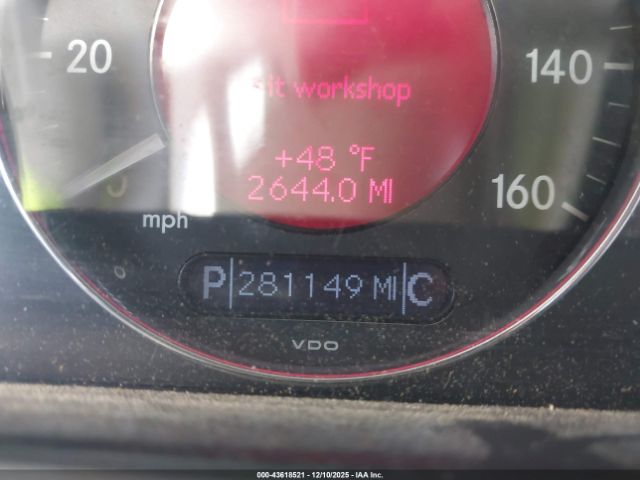 20
140
workshop
+48 °F
2644.0 MI
160
0
mph
P 281149 MI C
VDO
000-43618521 - 12/10/2025 - IAA Inc.